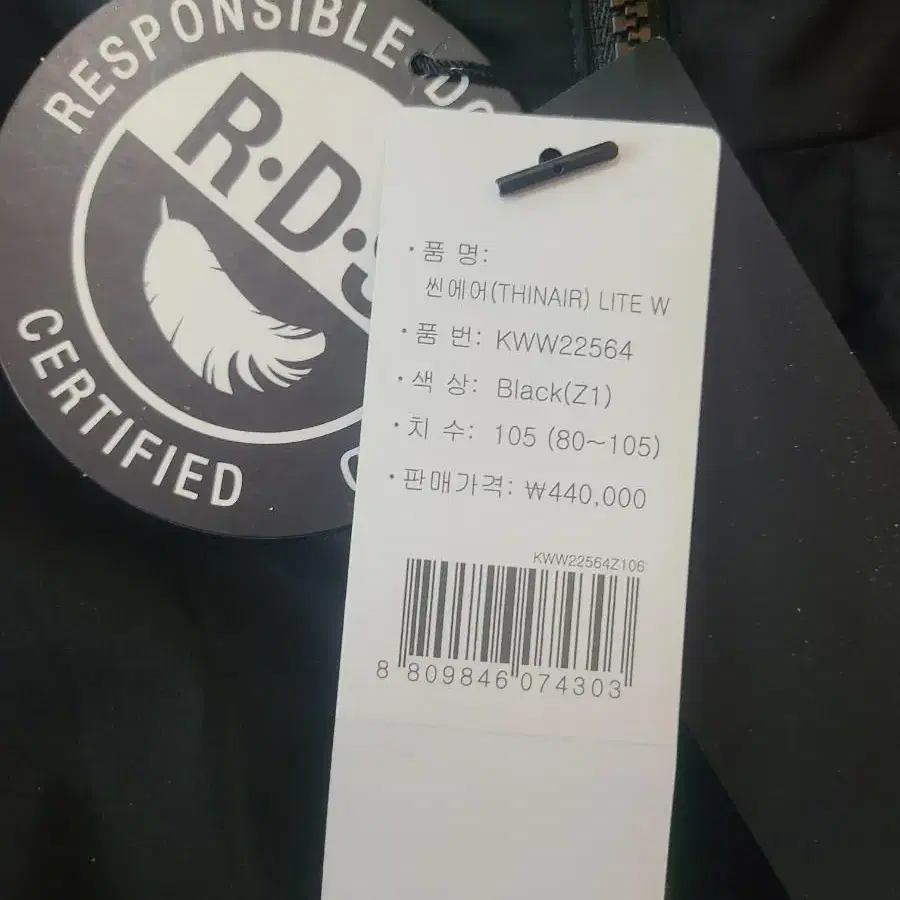 RESPONSIBLE
R·D·S
CERTIFIED
· 품 명:
씬에어(THINAIR) LITE W
· 품 번: KWW22564
· 색 상: Black(Z1)
· 치 수: 105 (80~105)
· 판매가격: ₩440,000
KWW22564Z106
8 809846 074303